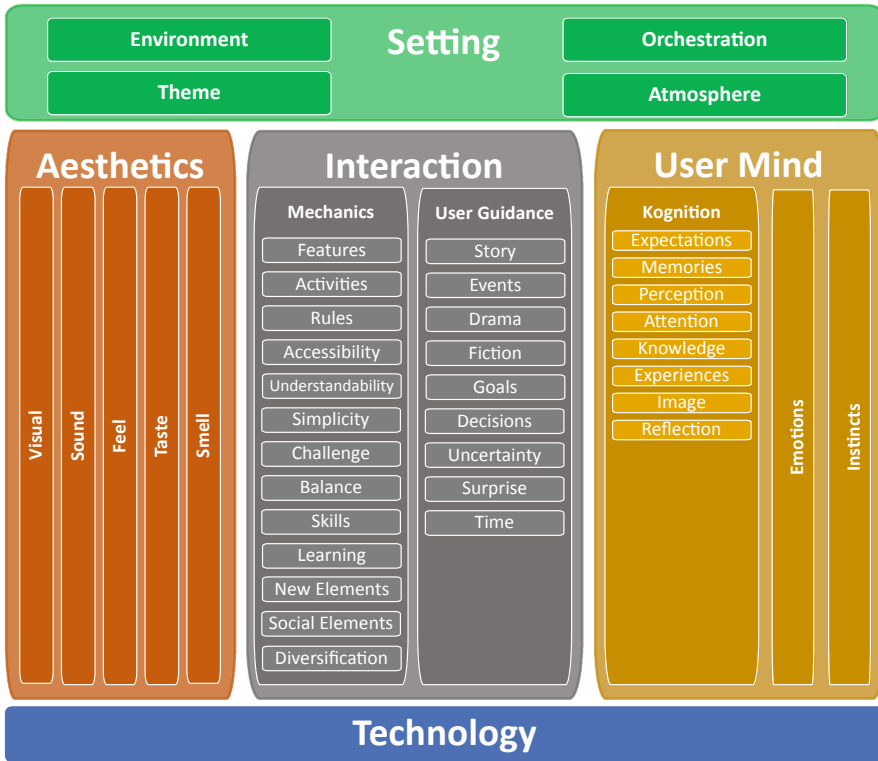 Setting
Environment
Theme
Orchestration
Atmosphere
Aesthetics
Visual
Sound
Feel
Taste
Smell
Interaction
Mechanics
Features
Activities
Rules
Accessibility
Understandability
Simplicity
Challenge
Balance
Skills
Learning
New Elements
Social Elements
Diversification
User Guidance
Story
Events
Drama
Fiction
Goals
Decisions
Uncertainty
Surprise
Time
User Mind
Kognition
Expectations
Memories
Perception
Attention
Knowledge
Experiences
Image
Reflection
Emotions
Instincts
Technology